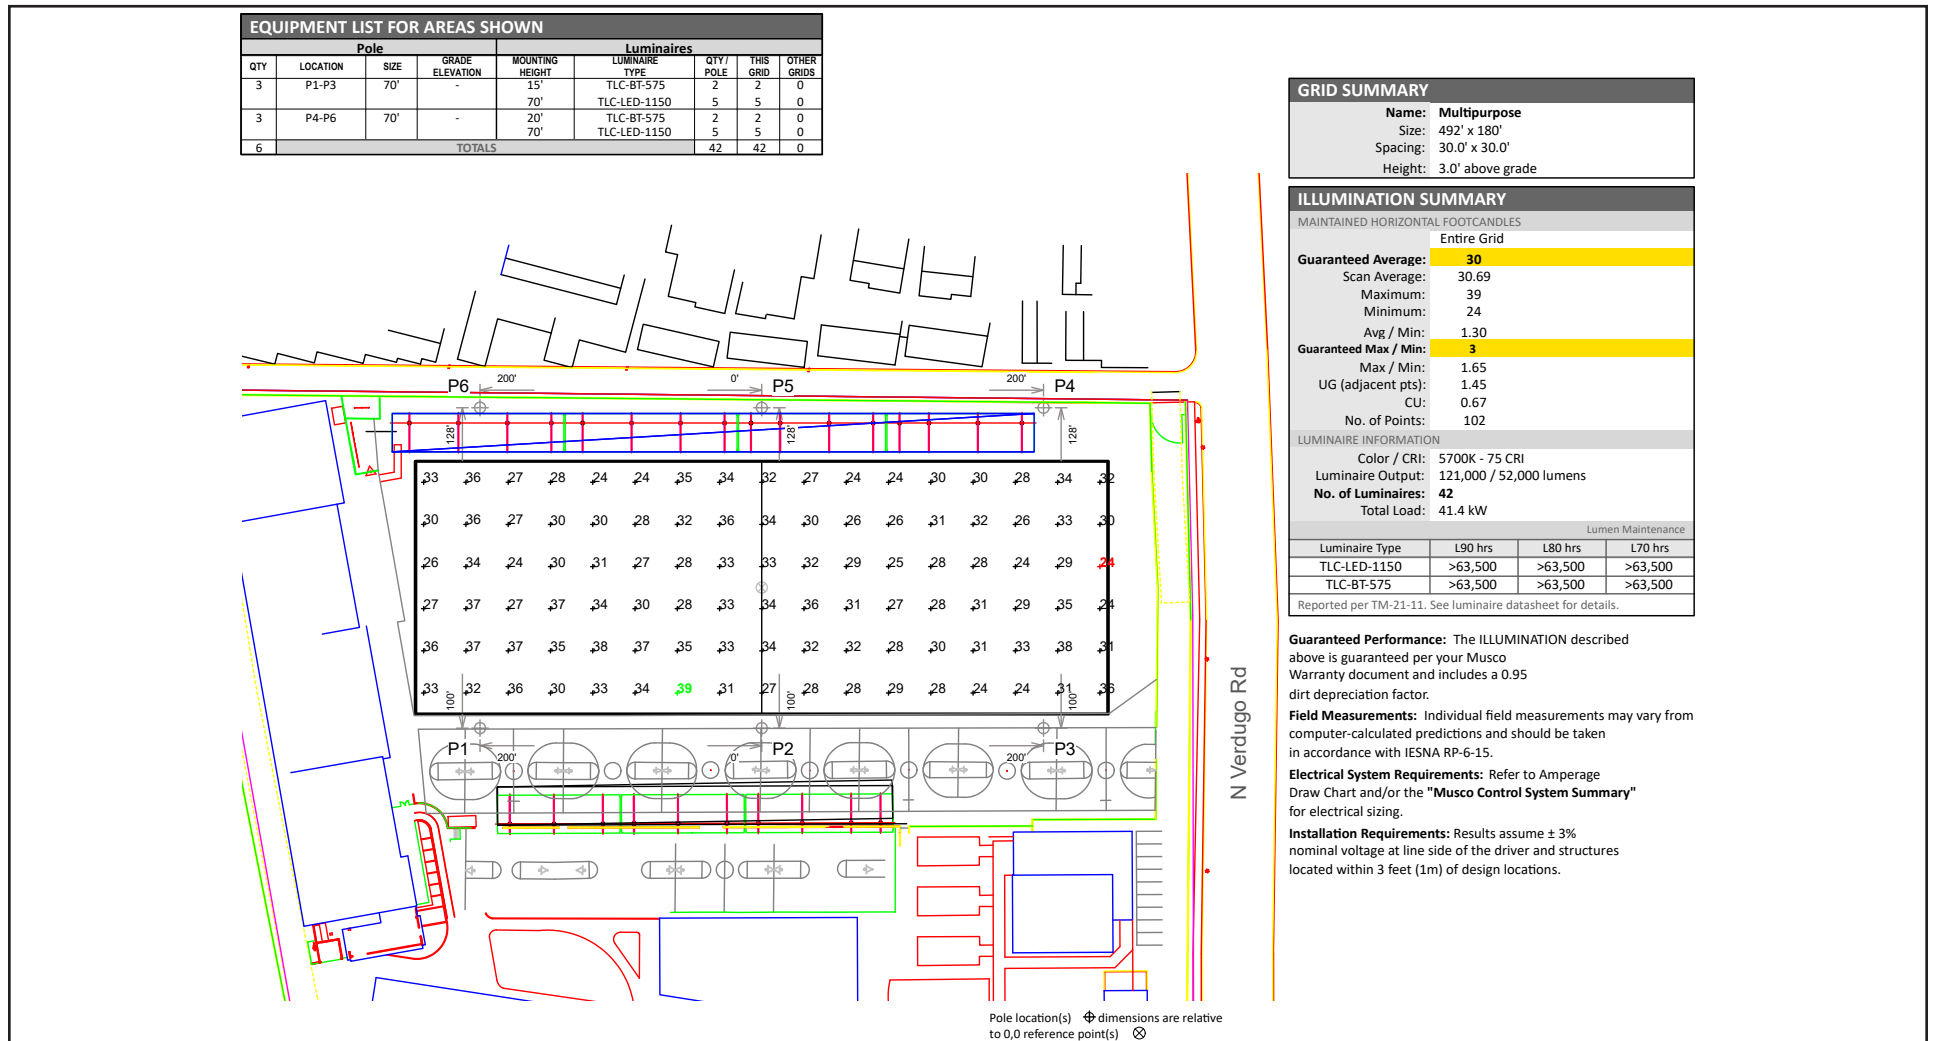 EQUIPMENT LIST FOR AREAS SHOWN
Pole Luminaires
QTY LOCATION SIZE GRADE ELEVATION MOUNTING HEIGHT LUMINAIRE TYPE QTY / POLE THIS GRID OTHER GRIDS
3 P1-P3 70' - 15' TLC-BT-575 2 2 0
70' TLC-LED-1150 5 5 0
3 P4-P6 70' - 20' TLC-BT-575 2 2 0
70' TLC-LED-1150 5 5 0
6 TOTALS 42 42 0
GRID SUMMARY
Name: Multipurpose
Size: 492' x 180'
Spacing: 30.0' x 30.0'
Height: 3.0' above grade
ILLUMINATION SUMMARY
MAINTAINED HORIZONTAL FOOTCANDLES
Entire Grid
Guaranteed Average: 30
Scan Average: 30.69
Maximum: 39
Minimum: 24
Avg / Min: 1.30
Guaranteed Max / Min: 3
Max / Min: 1.65
UG (adjacent pts): 1.45
CU: 0.67
No. of Points: 102
LUMINAIRE INFORMATION
Color / CRI: 5700K - 75 CRI
Luminaire Output: 121,000 / 52,000 lumens
No. of Luminaires: 42
Total Load: 41.4 kW
Lumen Maintenance
Luminaire Type L90 hrs L80 hrs L70 hrs
TLC-LED-1150 >63,500 >63,500 >63,500
TLC-BT-575 >63,500 >63,500 >63,500
Reported per TM-21-11. See luminaire datasheet for details.
Guaranteed Performance: The ILLUMINATION described
above is guaranteed per your Musco
Warranty document and includes a 0.95
dirt depreciation factor.
Field Measurements: Individual field measurements may vary from
computer-calculated predictions and should be taken
in accordance with IESNA RP-6-15.
Electrical System Requirements: Refer to Amperage
Draw Chart and/or the "Musco Control System Summary"
for electrical sizing.
Installation Requirements: Results assume ± 3%
nominal voltage at line side of the driver and structures
located within 3 feet (1m) of design locations.
P6 200' 0' P5 200' P4
128' 128' 128'
33 36 27 28 24 24 35 34 32 27 24 24 30 30 28 34 32
30 36 27 30 30 28 32 36 34 30 26 26 31 32 26 33 30
26 34 24 30 31 27 28 33 33 32 29 25 28 28 24 29 24
27 37 27 37 34 30 28 33 34 36 31 27 28 31 29 35 24
36 37 37 35 38 37 35 33 34 32 32 28 30 31 33 38 31
33 32 36 30 33 34 39 31 27 28 28 29 28 24 24 31 36
100' 100' 100'
P1 P2 P3
200' 0' 200'
N Verdugo Rd
Pole location(s) dimensions are relative
to 0,0 reference point(s)